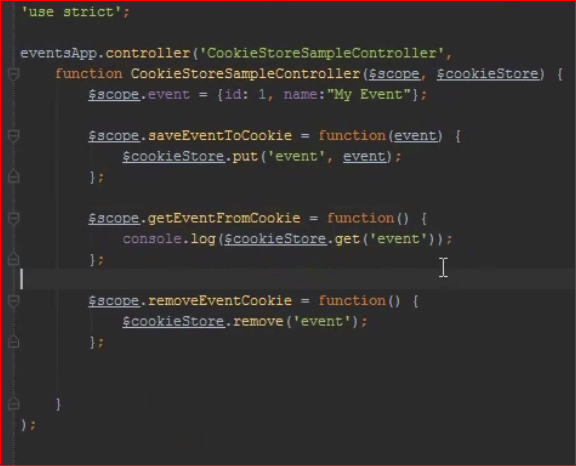 'use strict';
eventsApp.controller('CookieStoreSampleController',
function CookieStoreSampleController($scope, $cookieStore) {
$scope.event = {id: 1, name:"My Event"};
$scope.saveEventToCookie = function(event) {
$cookieStore.put('event', event);
};
$scope.getEventFromCookie = function() {
console.log($cookieStore.get('event'));
};
$scope.removeEventCookie = function() {
$cookieStore.remove('event');
};
}
);